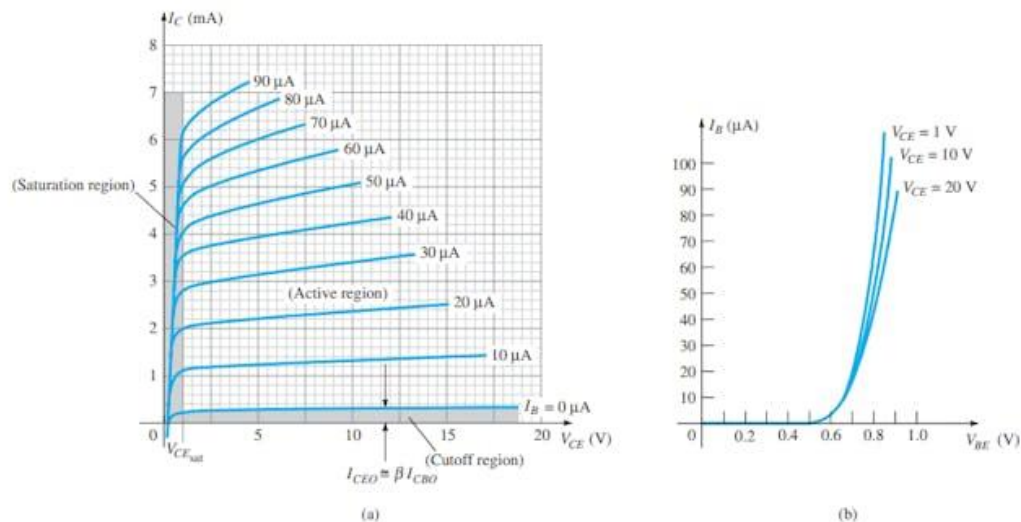 I_C (mA)
8
7
6
5
4
3
2
1
0
90 μA
80 μA
70 μA
60 μA
50 μA
40 μA
30 μA
20 μA
10 μA
I_B = 0 μA
(Saturation region)
(Active region)
(Cutoff region)
V_CEsat
5
10
15
20
V_CE (V)
I_CEO ≅ β I_CBO
(a)
I_B (μA)
100
90
80
70
60
50
40
30
20
10
0
V_CE = 1 V
V_CE = 10 V
V_CE = 20 V
0.2
0.4
0.6
0.8
1.0
V_BE (V)
(b)